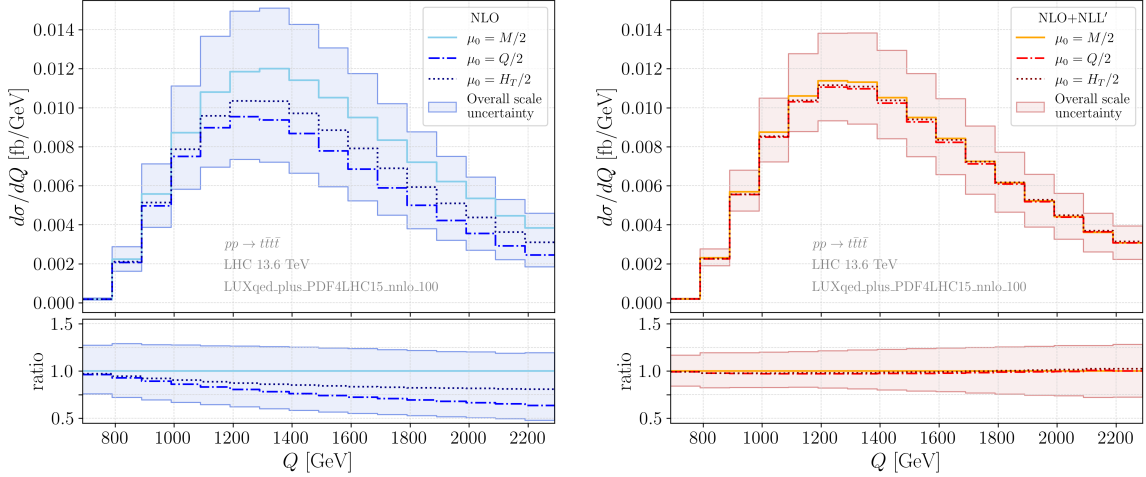 0.014
0.012
0.010
0.008
0.006
0.004
0.002
0.000
dσ/dQ [fb/GeV]
NLO
μ₀ = M/2
μ₀ = Q/2
μ₀ = H_T/2
Overall scale
uncertainty
pp → tt̄tt̄
LHC 13.6 TeV
LUXqed_plus_PDF4LHC15_nnlo_100
1.5
1.0
0.5
ratio
800 1000 1200 1400 1600 1800 2000 2200
Q [GeV]
0.014
0.012
0.010
0.008
0.006
0.004
0.002
0.000
dσ/dQ [fb/GeV]
NLO+NLL′
μ₀ = M/2
μ₀ = Q/2
μ₀ = H_T/2
Overall scale
uncertainty
pp → tt̄tt̄
LHC 13.6 TeV
LUXqed_plus_PDF4LHC15_nnlo_100
1.5
1.0
0.5
ratio
800 1000 1200 1400 1600 1800 2000 2200
Q [GeV]